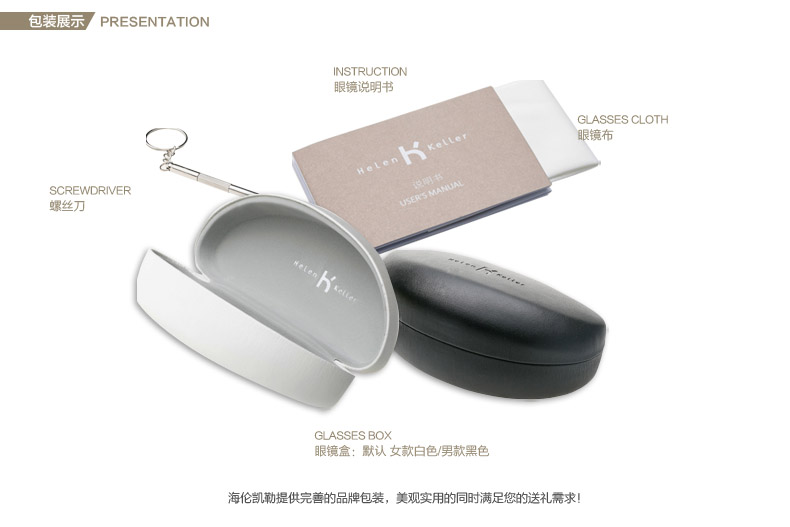 包装展示 PRESENTATION
INSTRUCTION
眼镜说明书
GLASSES CLOTH
眼镜布
Helen Keller
说明书
USER'S MANUAL
SCREWDRIVER
螺丝刀
Helen Keller
Helen Keller
GLASSES BOX
眼镜盒：默认 女款白色/男款黑色
海伦凯勒提供完善的品牌包装，美观实用的同时满足您的送礼需求！